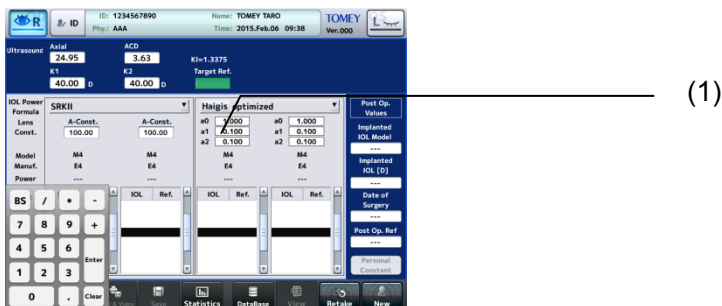 R ID ID: 1234567890 Name: TOMEY TARO TOMEY
Phy.: AAA Time: 2015.Feb.06 09:38 Ver.000
Ultrasound Axial ACD
24.95 3.63 KI=1.3375
K1 K2 Target Ref.
40.00 D 40.00 D
IOL Power Formula SRKII Haigis optimized Post Op. Values
Lens Const. A-Const. A-Const. a0 1.000 a0 1.000
100.00 100.00 a1 0.100 a1 0.100 Implanted IOL Model
a2 0.100 a2 0.100 ---
Model M4 M4 M4 M4
Manuf. E4 E4 E4 E4 Implanted IOL [D]
Power --- --- --- --- ---
IOL Ref. IOL Ref. IOL Ref. Date of Surgery
---
Post Op. Ref
---
Personal Constant
BS / • -
7 8 9 +
4 5 6
Enter
1 2 3
0 . Clear
Save Statistics DataBase View Retake New
(1)